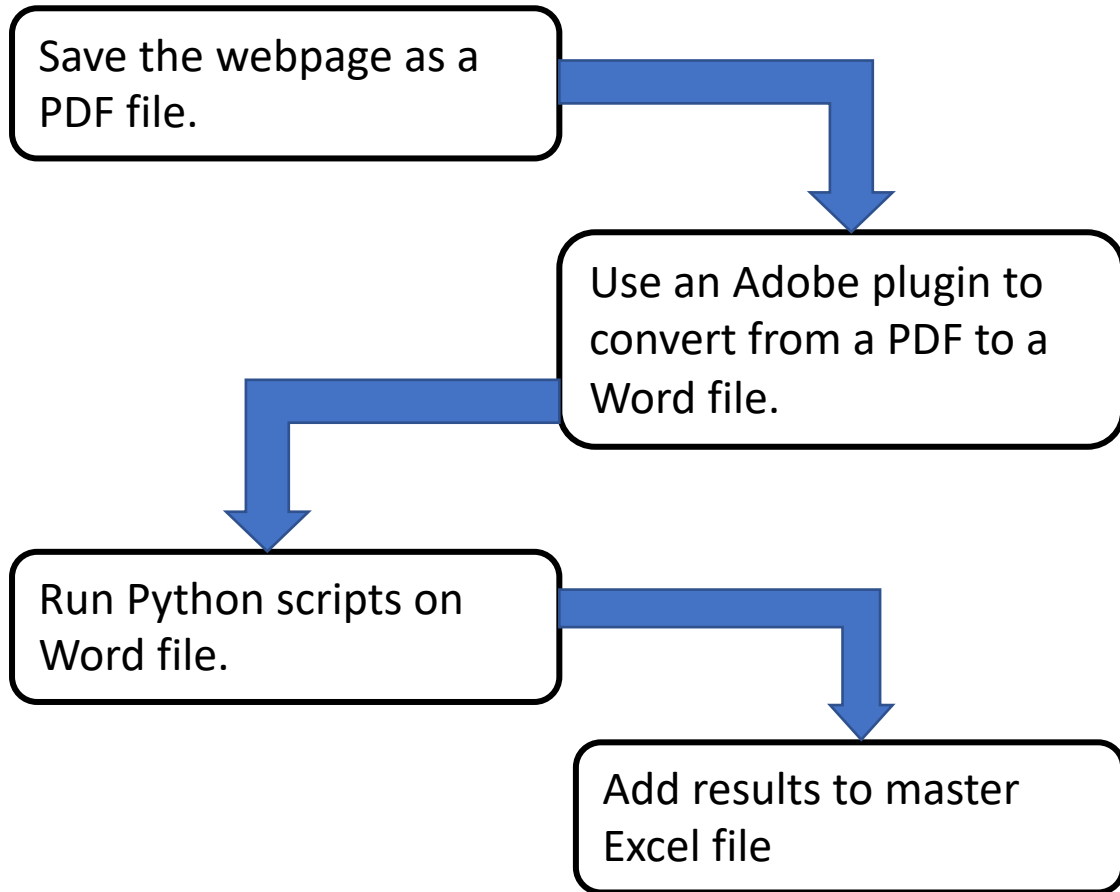 Save the webpage as a
PDF file.
Use an Adobe plugin to
convert from a PDF to a
Word file.
Run Python scripts on
Word file.
Add results to master
Excel file